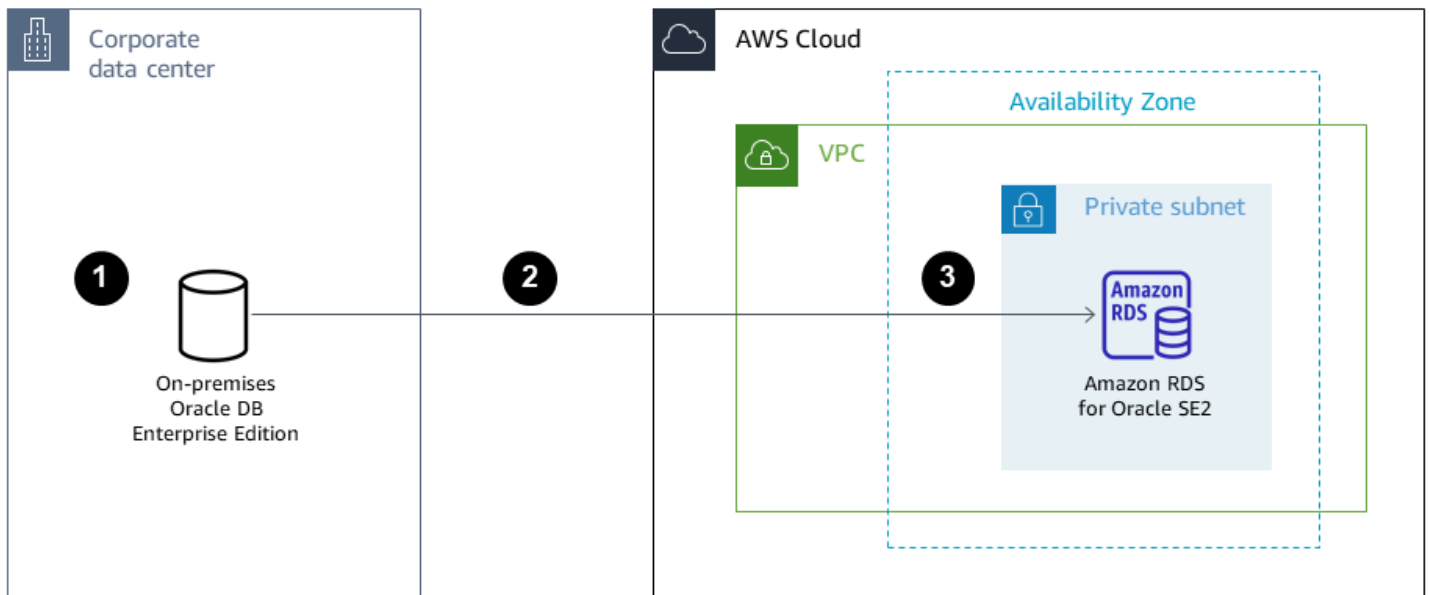 Corporate
data center
AWS Cloud
Availability Zone
VPC
Private subnet
1
2
3
Amazon
RDS
On-premises
Oracle DB
Enterprise Edition
Amazon RDS
for Oracle SE2